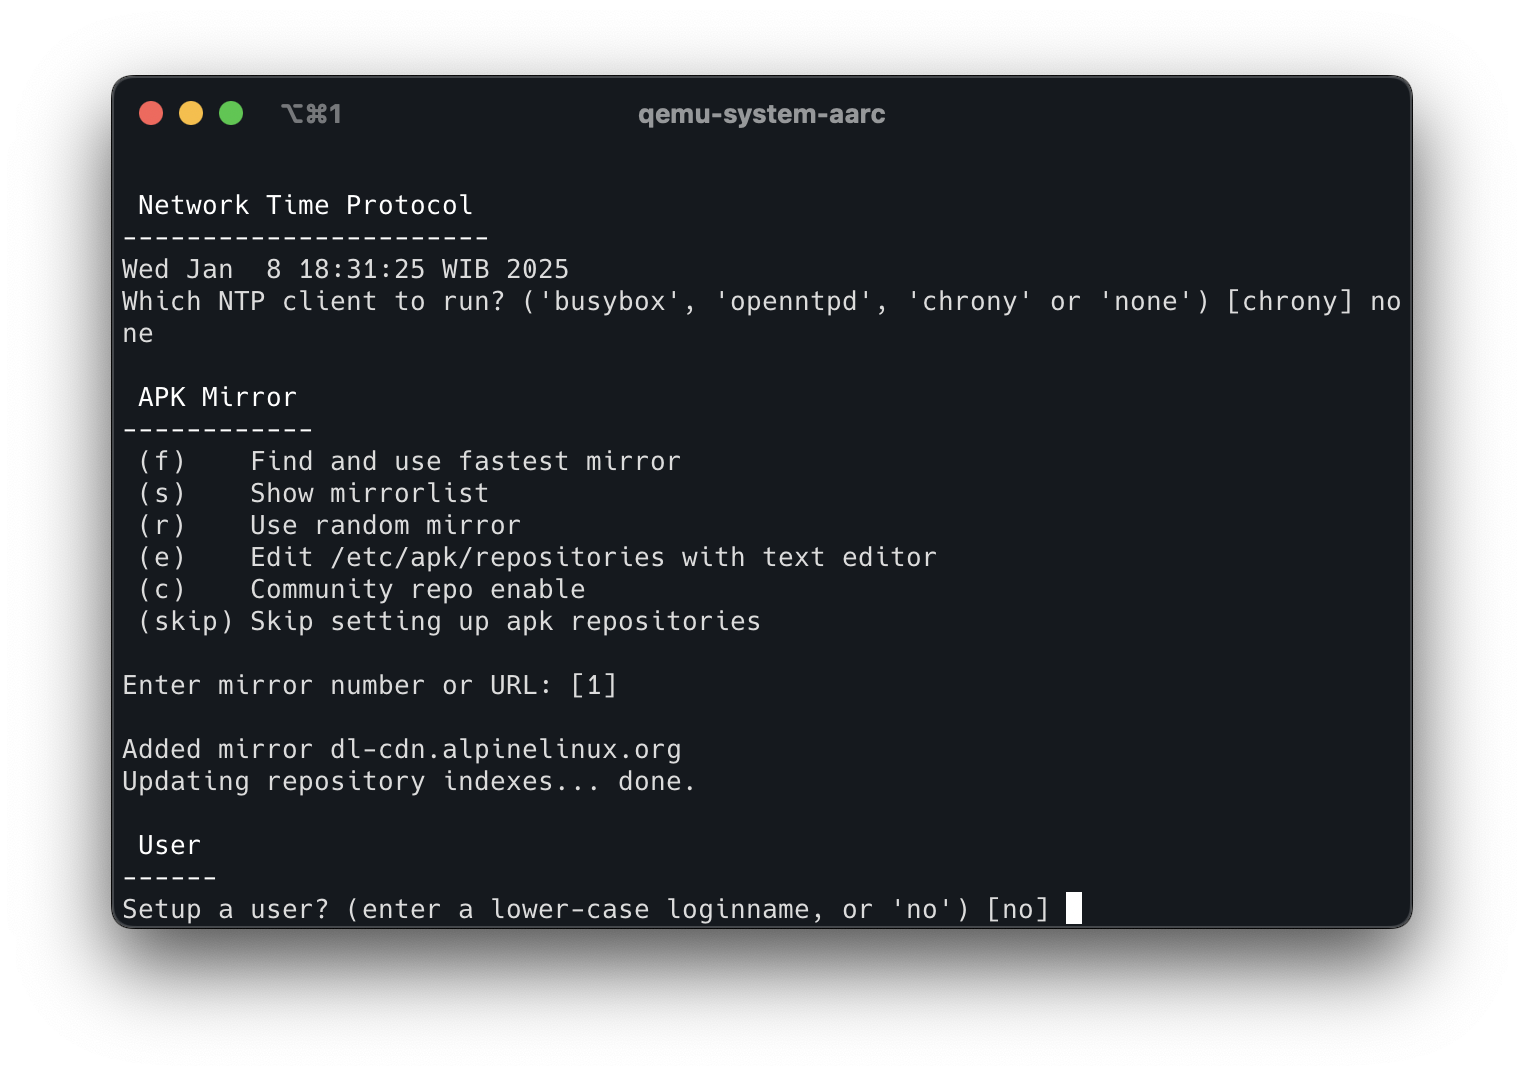 ⌥⌘1 qemu-system-aarc
Network Time Protocol
-----------------------
Wed Jan  8 18:31:25 WIB 2025
Which NTP client to run? ('busybox', 'openntpd', 'chrony' or 'none') [chrony] no
ne
APK Mirror
------------
(f)    Find and use fastest mirror
(s)    Show mirrorlist
(r)    Use random mirror
(e)    Edit /etc/apk/repositories with text editor
(c)    Community repo enable
(skip) Skip setting up apk repositories
Enter mirror number or URL: [1]
Added mirror dl-cdn.alpinelinux.org
Updating repository indexes... done.
User
------
Setup a user? (enter a lower-case loginname, or 'no') [no]